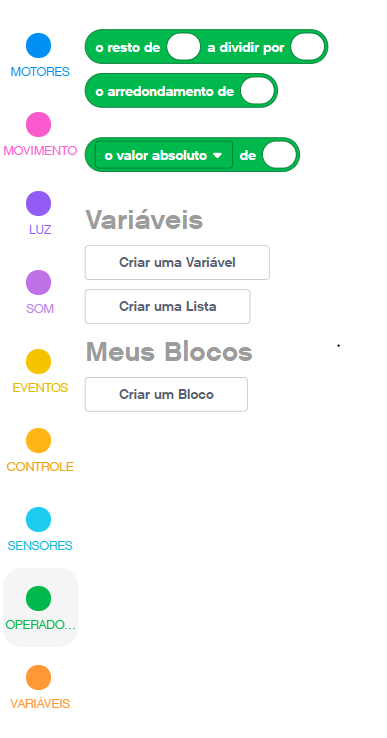 MOTORES
MOVIMENTO
LUZ
SOM
EVENTOS
CONTROLE
SENSORES
OPERADO...
VARIÁVEIS
o resto de a dividir por
o arredondamento de
o valor absoluto de
Variáveis
Criar uma Variável
Criar uma Lista
Meus Blocos
Criar um Bloco